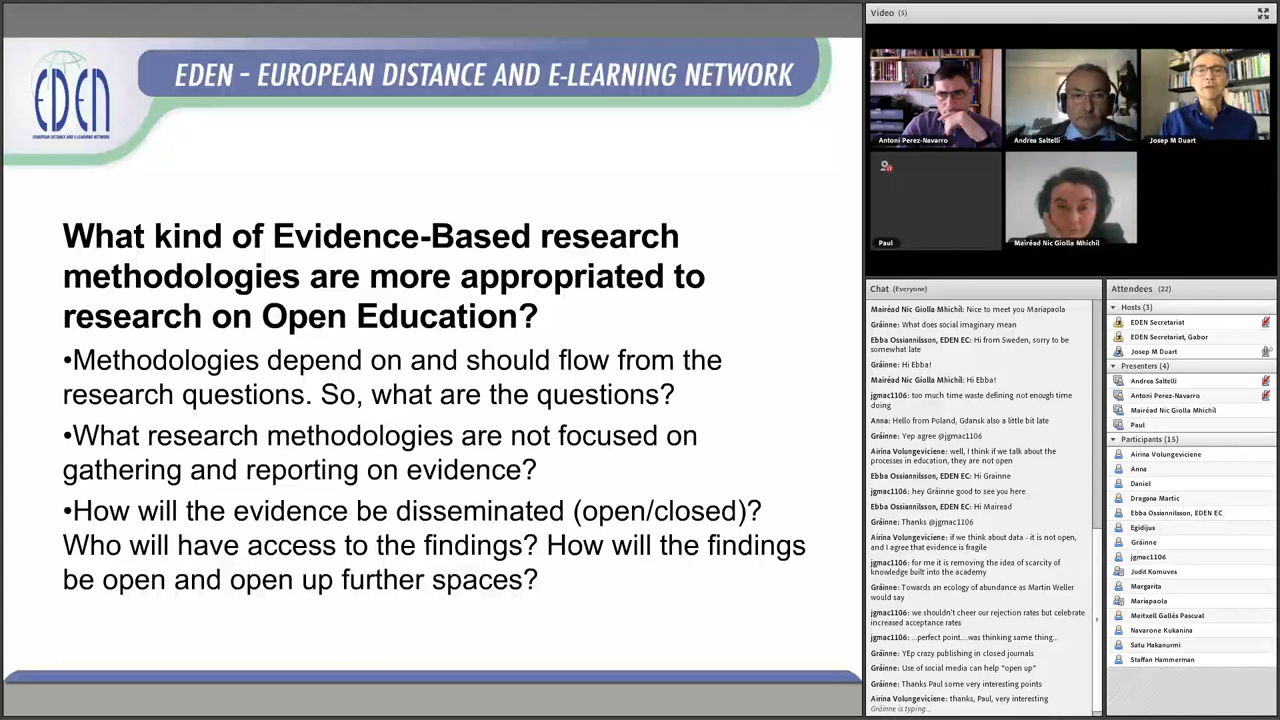 EDEN
EUROPEAN DISTANCE AND E-LEARNING NETWORK
EDEN - EUROPEAN DISTANCE AND E-LEARNING NETWORK
What kind of Evidence-Based research
methodologies are more appropriated to
research on Open Education?
•Methodologies depend on and should flow from the
research questions. So, what are the questions?
•What research methodologies are not focused on
gathering and reporting on evidence?
•How will the evidence be disseminated (open/closed)?
Who will have access to the findings? How will the findings
be open and open up further spaces?
Video (5)
Antoni Perez-Navarro
Andrea Saltelli
Josep M Duart
Paul
Mairéad Nic Giolla Mhichíl
Chat (Everyone)
Mairéad Nic Giolla Mhichíl: Nice to meet you Mariapaola
Gráinne: What does social imaginary mean
Ebba Ossiannilsson, EDEN EC: Hi from Sweden, sorry to be
somewhat late
Gráinne: Hi Ebba!
Mairéad Nic Giolla Mhichíl: Hi Ebba!
jgmac1106: too much time waste defining not enough time
doing
Anna: Hello from Poland, Gdansk also a little bit late
Gráinne: Yep agree @jgmac1106
Airina Volungeviciene: well, I think if we talk about the
processes in education, they are not open
Ebba Ossiannilsson, EDEN EC: Hi Grainne
jgmac1106: hey Gráinne good to see you here
Ebba Ossiannilsson, EDEN EC: Hi Mairead
Gráinne: Thanks @jgmac1106
Airina Volungeviciene: if we think about data - it is not open,
and I agree that evidence is fragile
jgmac1106: for me it is removing the idea of scarcity of
knowledge built into the academy
Gráinne: Towards an ecology of abundance as Martin Weller
would say
jgmac1106: we shouldn't cheer our rejection rates but celebrate
increased acceptance rates
jgmac1106: ...perfect point....was thinking same thing...
Gráinne: YEp crazy publishing in closed journals
Gráinne: Use of social media can help "open up"
Gráinne: Thanks Paul some very interesting points
Airina Volungeviciene: thanks, Paul, very interesting
Gráinne is typing...
Attendees (22)
Hosts (3)
EDEN Secretariat
EDEN Secretariat, Gabor
Josep M Duart
Presenters (4)
Andrea Saltelli
Antoni Perez-Navarro
Mairéad Nic Giolla Mhichíl
Paul
Participants (15)
Airina Volungeviciene
Anna
Daniel
Dragana Martic
Ebba Ossiannilsson, EDEN EC
Egidijus
Gráinne
jgmac1106
Judit Komuves
Margarita
Mariapaola
Meitxell Gallés Pascual
Navarone Kukanina
Satu Hakanurmi
Staffan Hammerman